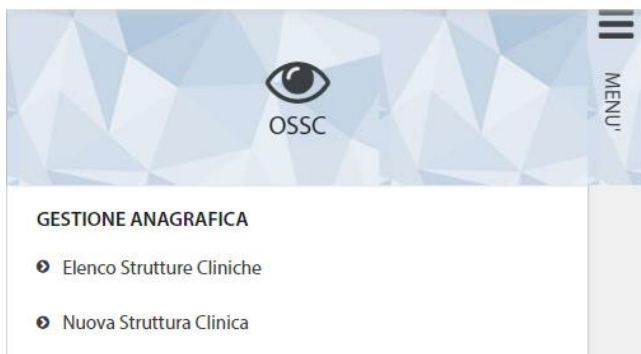 OSSC
MENU'
GESTIONE ANAGRAFICA
Elenco Strutture Cliniche
Nuova Struttura Clinica